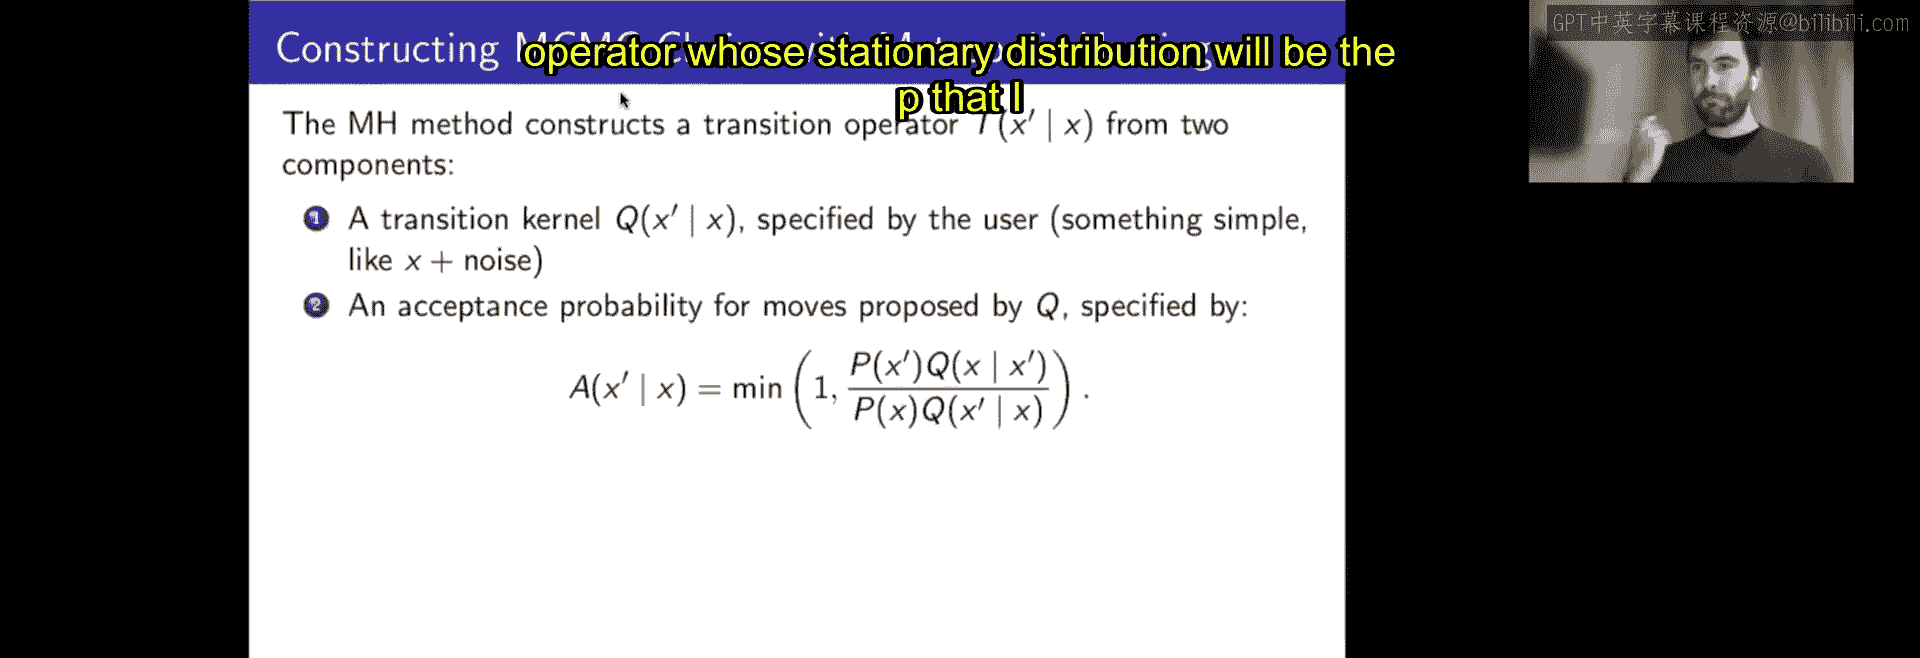 Constructing
operator whose stationary distribution will be the
p that I
The MH method constructs a transition operator T(x′ | x) from two
components:
1 A transition kernel Q(x′ | x), specified by the user (something simple,
like x + noise)
2 An acceptance probability for moves proposed by Q, specified by:
A(x′ | x) = min (1, P(x′)Q(x | x′) / P(x)Q(x′ | x)) .
GPT中英字幕课程资源@bilibili.com